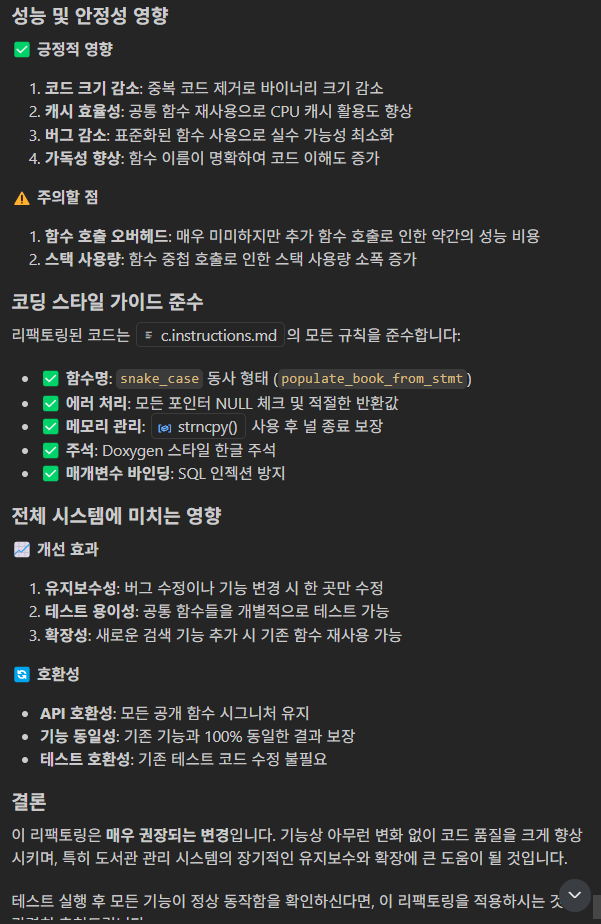 성능 및 안정성 영향
✅ 긍정적 영향
1. 코드 크기 감소: 중복 코드 제거로 바이너리 크기 감소
2. 캐시 효율성: 공통 함수 재사용으로 CPU 캐시 활용도 향상
3. 버그 감소: 표준화된 함수 사용으로 실수 가능성 최소화
4. 가독성 향상: 함수 이름이 명확하여 코드 이해도 증가
⚠️ 주의할 점
1. 함수 호출 오버헤드: 매우 미미하지만 추가 함수 호출로 인한 약간의 성능 비용
2. 스택 사용량: 함수 중첩 호출로 인한 스택 사용량 소폭 증가
코딩 스타일 가이드 준수
리팩토링된 코드는 c.instructions.md 의 모든 규칙을 준수합니다:
• ✅ 함수명: snake_case 동사 형태 (populate_book_from_stmt)
• ✅ 에러 처리: 모든 포인터 NULL 체크 및 적절한 반환값
• ✅ 메모리 관리: strncpy() 사용 후 널 종료 보장
• ✅ 주석: Doxygen 스타일 한글 주석
• ✅ 매개변수 바인딩: SQL 인젝션 방지
전체 시스템에 미치는 영향
📈 개선 효과
1. 유지보수성: 버그 수정이나 기능 변경 시 한 곳만 수정
2. 테스트 용이성: 공통 함수들을 개별적으로 테스트 가능
3. 확장성: 새로운 검색 기능 추가 시 기존 함수 재사용 가능
🔄 호환성
• API 호환성: 모든 공개 함수 시그니처 유지
• 기능 동일성: 기존 기능과 100% 동일한 결과 보장
• 테스트 호환성: 기존 테스트 코드 수정 불필요
결론
이 리팩토링은 매우 권장되는 변경입니다. 기능상 아무런 변화 없이 코드 품질을 크게 향상
시키며, 특히 도서관 관리 시스템의 장기적인 유지보수와 확장에 큰 도움이 될 것입니다.
테스트 실행 후 모든 기능이 정상 동작함을 확인하신다면, 이 리팩토링을 적용하시는 것